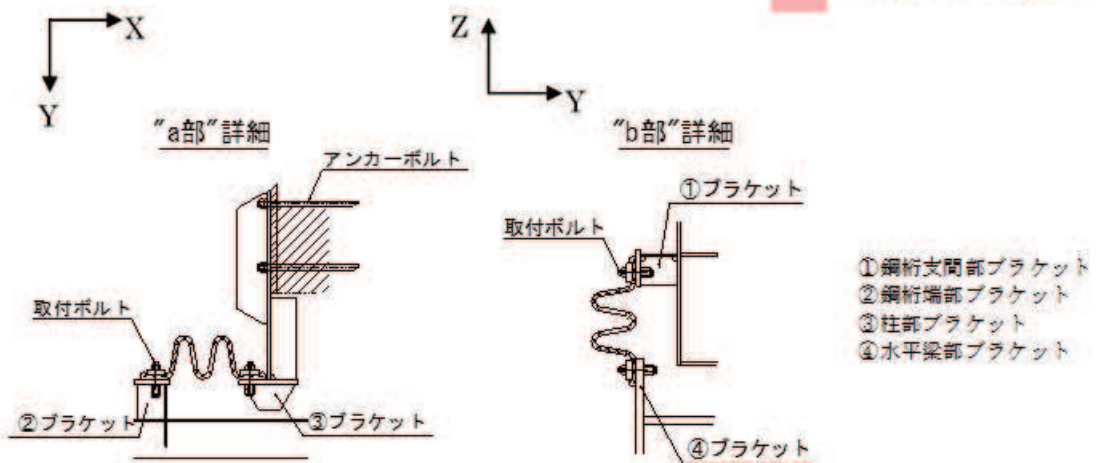 X
Y
Z
Y
"a部"詳細
"b部"詳細
アンカーボルト
①ブラケット
取付ボルト
取付ボルト
①鋼桁支間部ブラケット
②鋼桁端部ブラケット
③柱部ブラケット
④水平梁部ブラケット
②ブラケット
③ブラケット
④ブラケット